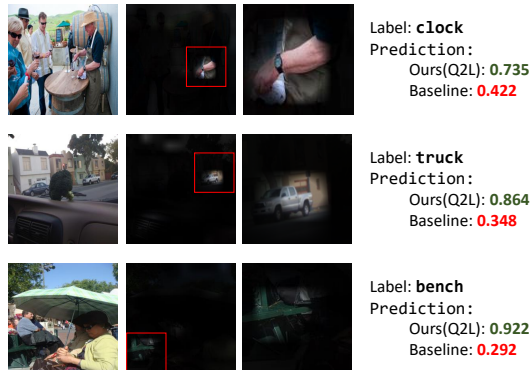 Label: clock
Prediction:
Ours(Q2L): 0.735
Baseline: 0.422
Label: truck
Prediction:
Ours(Q2L): 0.864
Baseline: 0.348
Label: bench
Prediction:
Ours(Q2L): 0.922
Baseline: 0.292